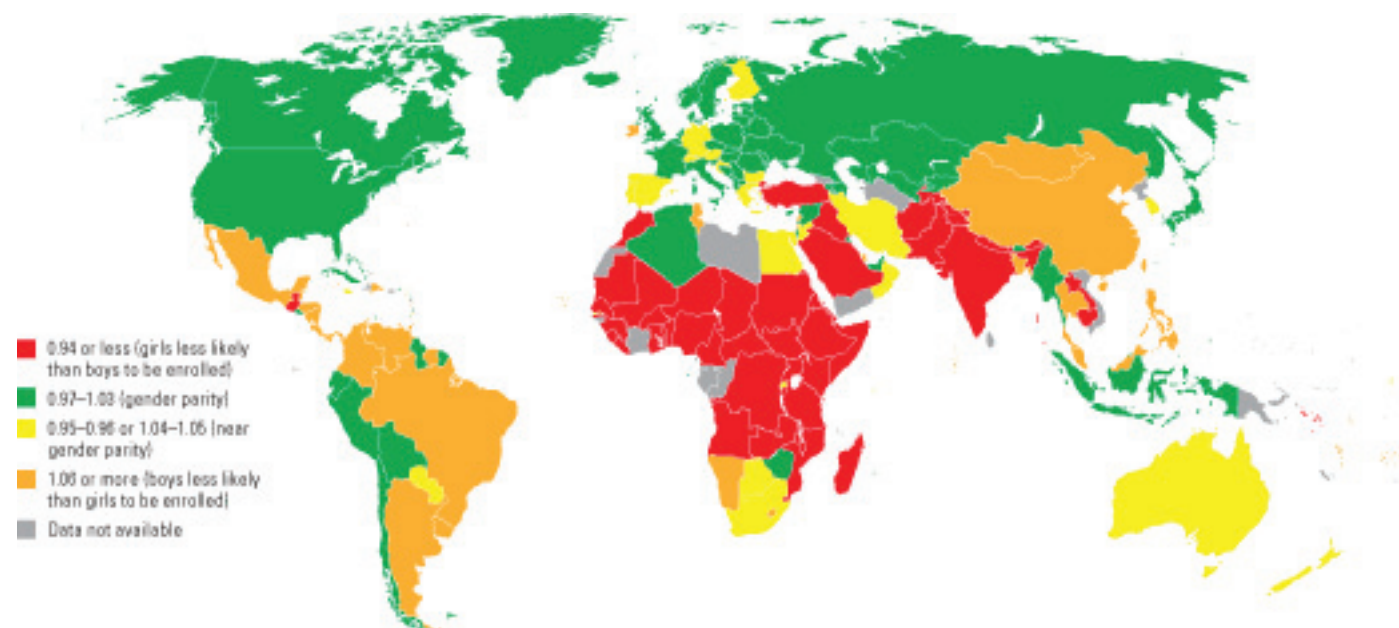 0.94 or less (girls less likely
than boys to be enrolled)
0.97–1.03 (gender parity)
0.95–0.96 or 1.04–1.05 (near
gender parity)
1.06 or more (boys less likely
than girls to be enrolled)
Data not available